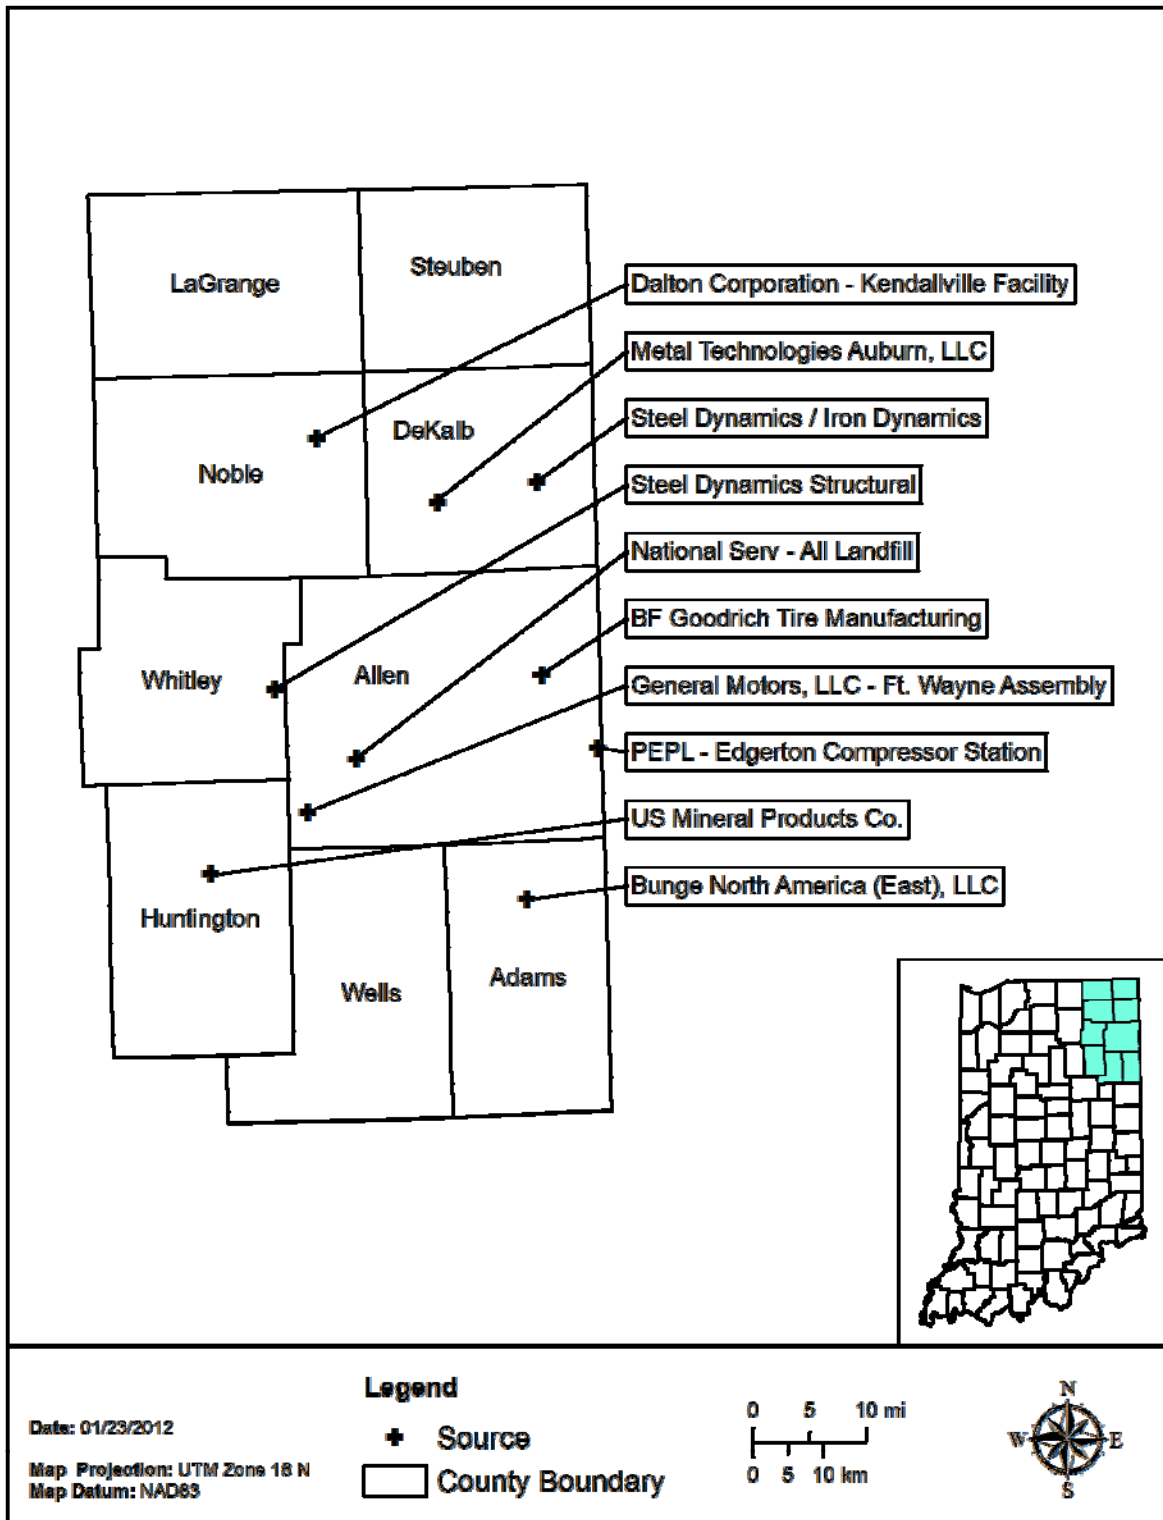 LaGrange
Steuben
Dalton Corporation - Kendallville Facility
Metal Technologies Auburn, LLC
Steel Dynamics / Iron Dynamics
DeKalb
Noble
Steel Dynamics Structural
National Serv - All Landfill
BF Goodrich Tire Manufacturing
Whitley
Allen
General Motors, LLC - Ft. Wayne Assembly
PEPL - Edgerton Compressor Station
US Mineral Products Co.
Bunge North America (East), LLC
Huntington
Wells
Adams
Legend
Date: 01/23/2012
Source
Map Projection: UTM Zone 16 N
Map Datum: NAD83
County Boundary
0 5 10 mi
0 5 10 km
N
W E
S